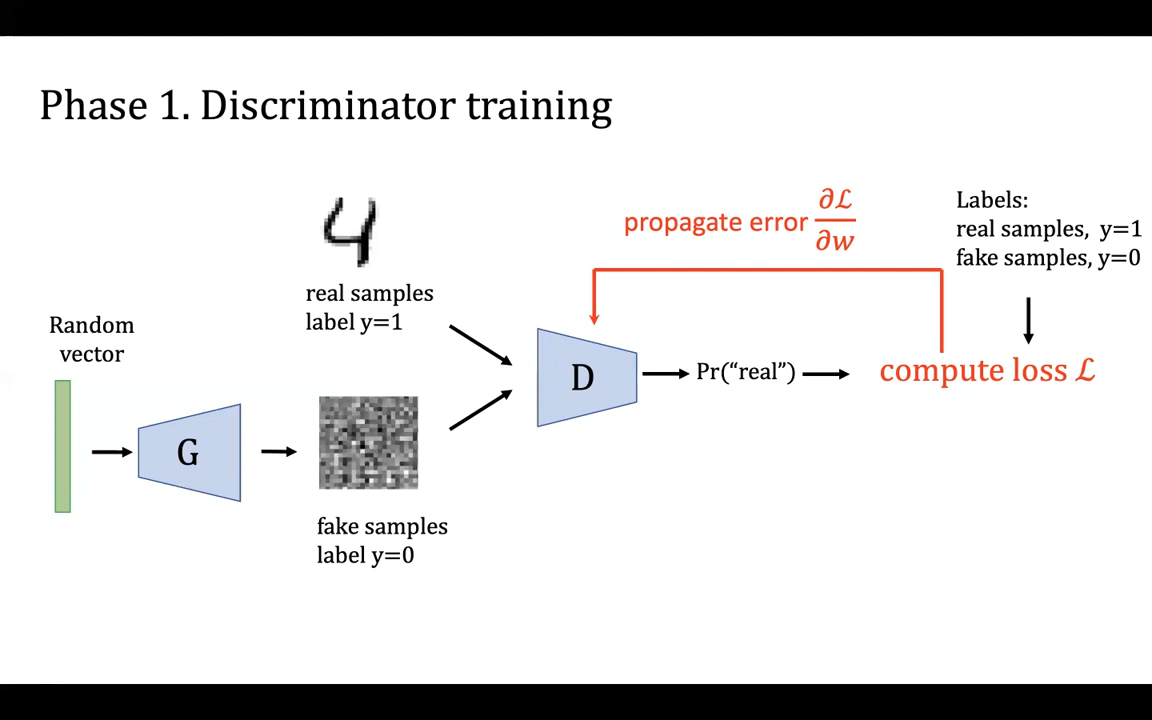 Phase 1. Discriminator training
4
real samples
label y=1
propagate error ∂ℒ/∂w
Labels:
real samples, y=1
fake samples, y=0
Random
vector
G
D
Pr(“real”)
compute loss ℒ
fake samples
label y=0